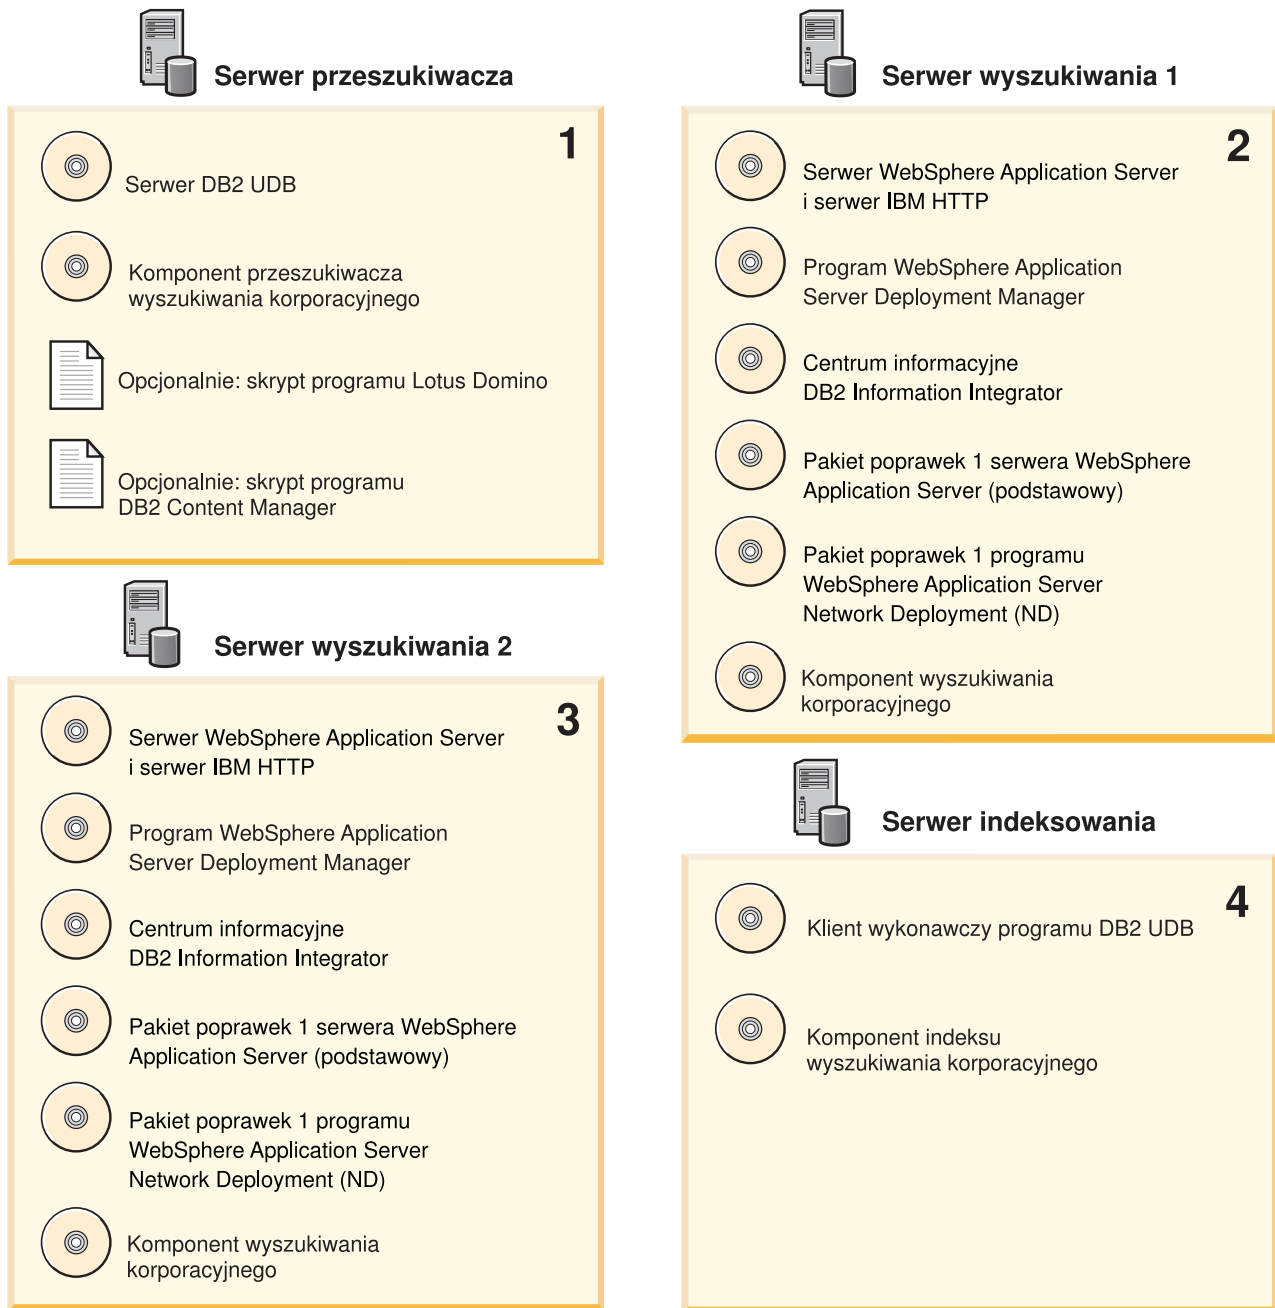 Serwer przeszukiwacza
1
Serwer DB2 UDB
Komponent przeszukiwacza
wyszukiwania korporacyjnego
Opcjonalnie: skrypt programu Lotus Domino
Opcjonalnie: skrypt programu
DB2 Content Manager
Serwer wyszukiwania 1
2
Serwer WebSphere Application Server
i serwer IBM HTTP
Program WebSphere Application
Server Deployment Manager
Centrum informacyjne
DB2 Information Integrator
Pakiet poprawek 1 serwera WebSphere
Application Server (podstawowy)
Pakiet poprawek 1 programu
WebSphere Application Server
Network Deployment (ND)
Komponent wyszukiwania
korporacyjnego
Serwer wyszukiwania 2
3
Serwer WebSphere Application Server
i serwer IBM HTTP
Program WebSphere Application
Server Deployment Manager
Centrum informacyjne
DB2 Information Integrator
Pakiet poprawek 1 serwera WebSphere
Application Server (podstawowy)
Pakiet poprawek 1 programu
WebSphere Application Server
Network Deployment (ND)
Komponent wyszukiwania
korporacyjnego
Serwer indeksowania
4
Klient wykonawczy programu DB2 UDB
Komponent indeksu
wyszukiwania korporacyjnego